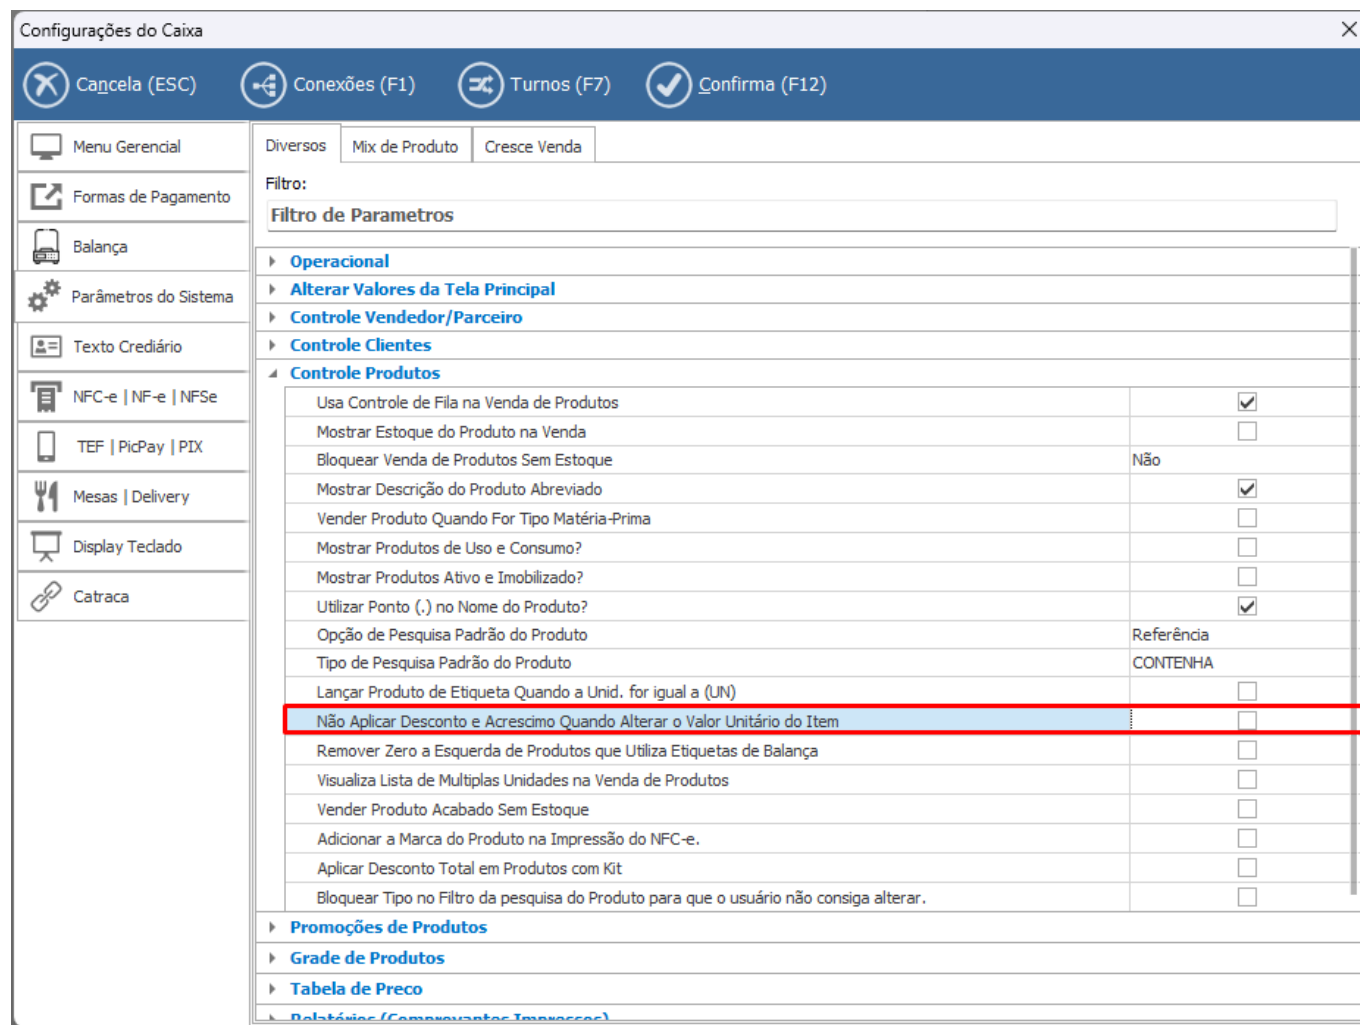 Configurações do Caixa
Cancela (ESC) Conexões (F1) Turnos (F7) Confirma (F12)
Menu Gerencial
Formas de Pagamento
Balança
Parâmetros do Sistema
Texto Crediário
NFC-e | NF-e | NFSe
TEF | PicPay | PIX
Mesas | Delivery
Display Teclado
Catraca
Diversos Mix de Produto Cresce Venda
Filtro:
Filtro de Parametros
Operacional
Alterar Valores da Tela Principal
Controle Vendedor/Parceiro
Controle Clientes
Controle Produtos
Usa Controle de Fila na Venda de Produtos
Mostrar Estoque do Produto na Venda
Bloquear Venda de Produtos Sem Estoque Não
Mostrar Descrição do Produto Abreviado
Vender Produto Quando For Tipo Matéria-Prima
Mostrar Produtos de Uso e Consumo?
Mostrar Produtos Ativo e Imobilizado?
Utilizar Ponto (.) no Nome do Produto?
Opção de Pesquisa Padrão do Produto Referência
Tipo de Pesquisa Padrão do Produto CONTENHA
Lançar Produto de Etiqueta Quando a Unid. for igual a (UN)
Não Aplicar Desconto e Acrescimo Quando Alterar o Valor Unitário do Item
Remover Zero a Esquerda de Produtos que Utiliza Etiquetas de Balança
Visualiza Lista de Multiplas Unidades na Venda de Produtos
Vender Produto Acabado Sem Estoque
Adicionar a Marca do Produto na Impressão do NFC-e.
Aplicar Desconto Total em Produtos com Kit
Bloquear Tipo no Filtro da pesquisa do Produto para que o usuário não consiga alterar.
Promoções de Produtos
Grade de Produtos
Tabela de Preco
Relatórios (Comprovantes Impressos)